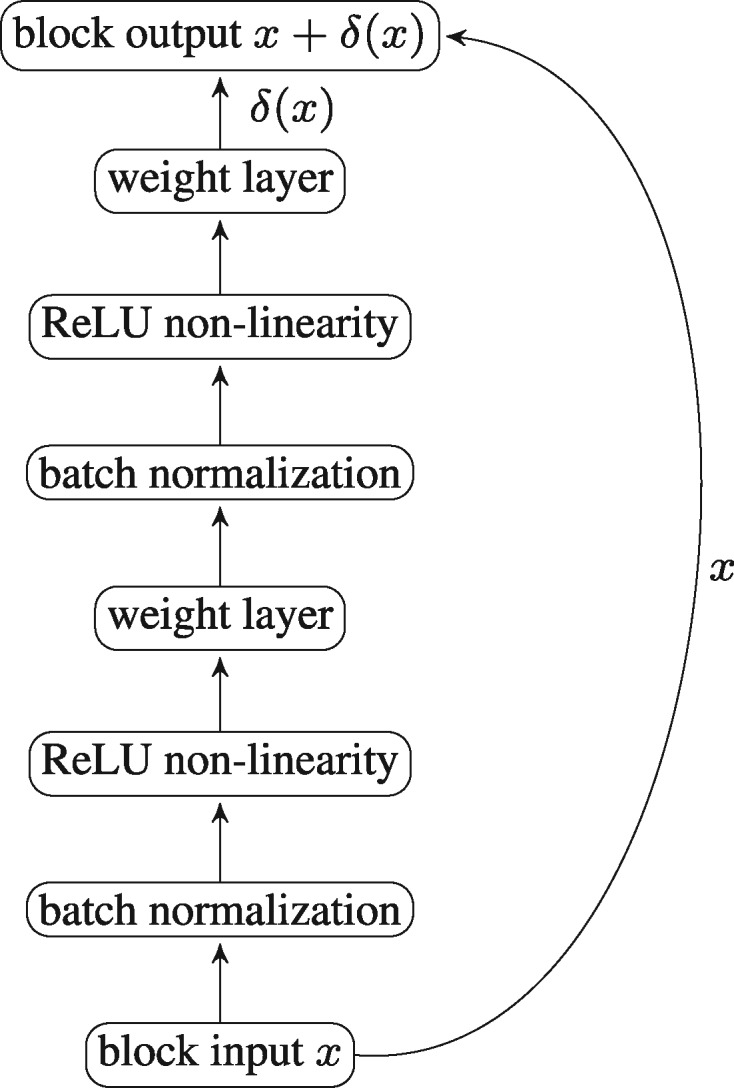 block output x + δ(x)
δ(x)
weight layer
ReLU non-linearity
batch normalization
weight layer
x
ReLU non-linearity
batch normalization
block input x